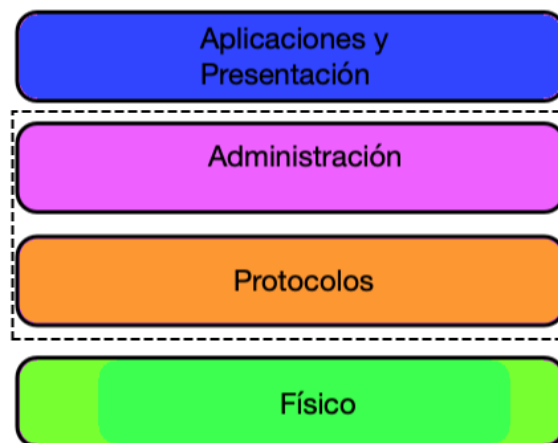 Aplicaciones y
Presentación
Administración
Protocolos
Físico